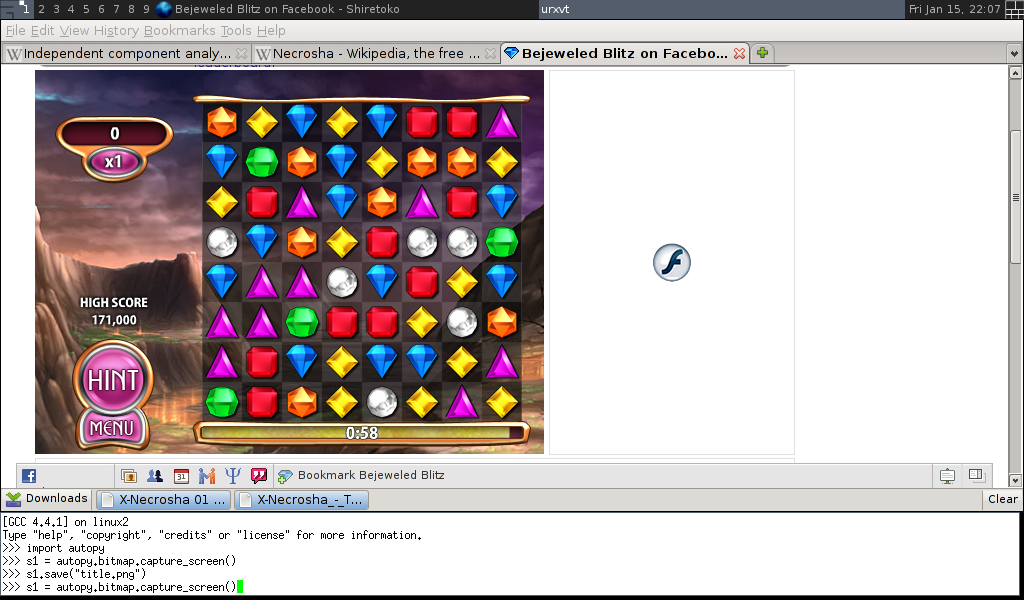 1 2 3 4 5 6 7 8 9 Bejeweled Blitz on Facebook - Shiretoko urxvt Fri Jan 15, 22:07
File Edit View History Bookmarks Tools Help
Independent component analy... Necrosha - Wikipedia, the free ... Bejeweled Blitz on Facebo...
0
x1
HIGH SCORE
171,000
HINT
MENU
0:58
31 Bookmark Bejeweled Blitz
Downloads X-Necrosha 01 ... X-Necrosha_-_T... Clear
[GCC 4.4.1] on linux2
Type "help", "copyright", "credits" or "license" for more information.
>>> import autopy
>>> s1 = autopy.bitmap.capture_screen()
>>> s1.save("title.png")
>>> s1 = autopy.bitmap.capture_screen()